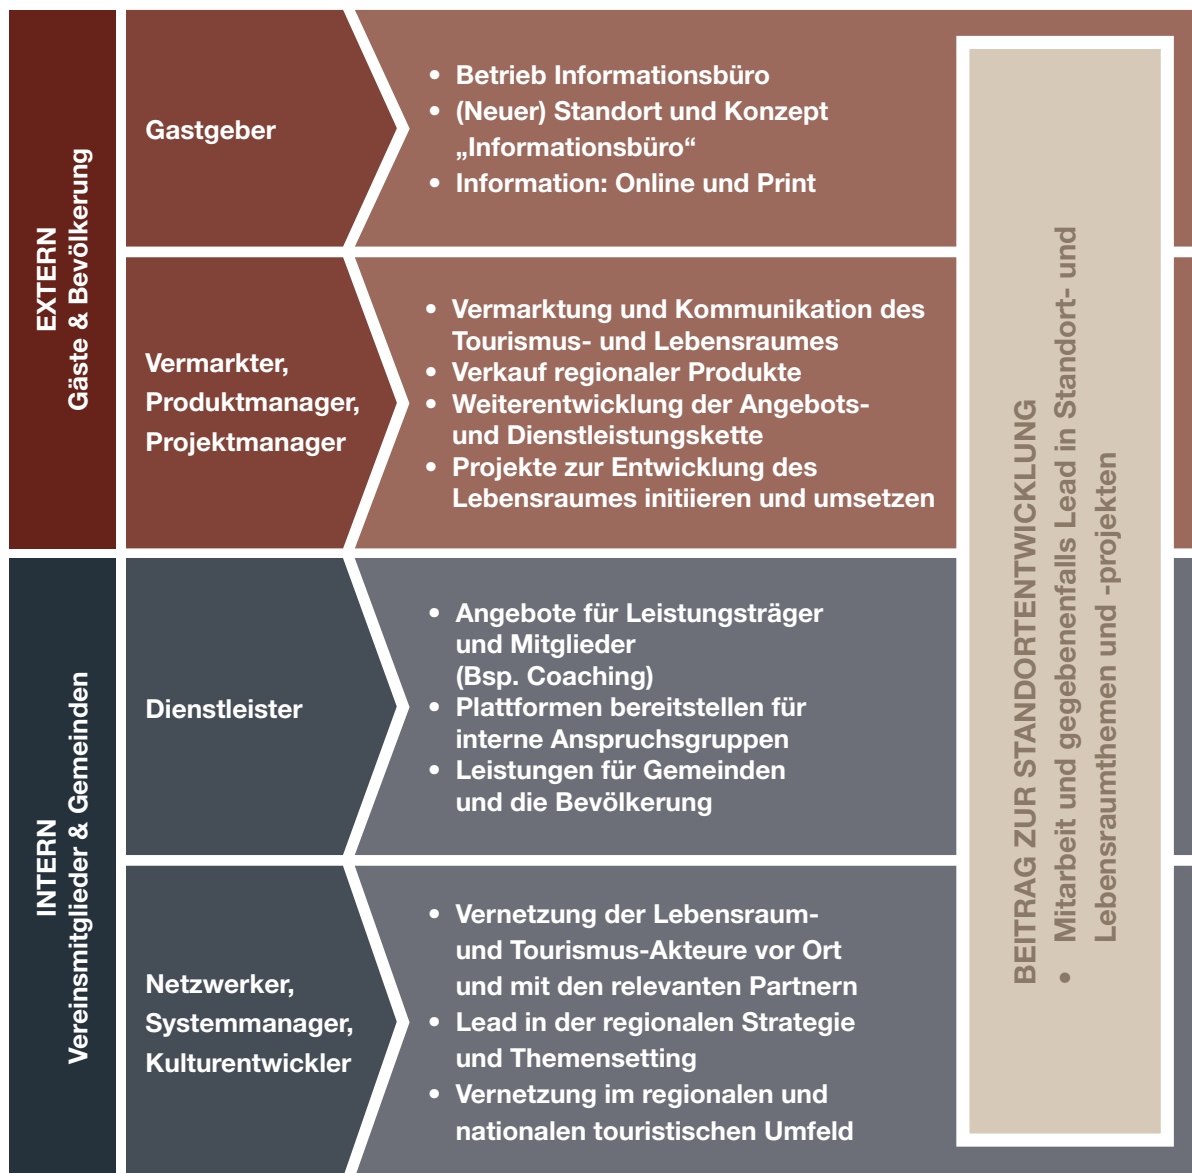 EXTERN
Gäste & Bevölkerung
Gastgeber
• Betrieb Informationsbüro
• (Neuer) Standort und Konzept
„Informationsbüro“
• Information: Online und Print
Vermarkter,
Produktmanager,
Projektmanager
• Vermarktung und Kommunikation des
Tourismus- und Lebensraumes
• Verkauf regionaler Produkte
• Weiterentwicklung der Angebots-
und Dienstleistungskette
• Projekte zur Entwicklung des
Lebensraumes initiieren und umsetzen
INTERN
Vereinsmitglieder & Gemeinden
Dienstleister
• Angebote für Leistungsträger
und Mitglieder
(Bsp. Coaching)
• Plattformen bereitstellen für
interne Anspruchsgruppen
• Leistungen für Gemeinden
und die Bevölkerung
Netzwerker,
Systemmanager,
Kulturentwickler
• Vernetzung der Lebensraum-
und Tourismus-Akteure vor Ort
und mit den relevanten Partnern
• Lead in der regionalen Strategie
und Themensetting
• Vernetzung im regionalen und
nationalen touristischen Umfeld
BEITRAG ZUR STANDORTENTWICKLUNG
• Mitarbeit und gegebenenfalls Lead in Standort- und
Lebensraumthemen und -projekten